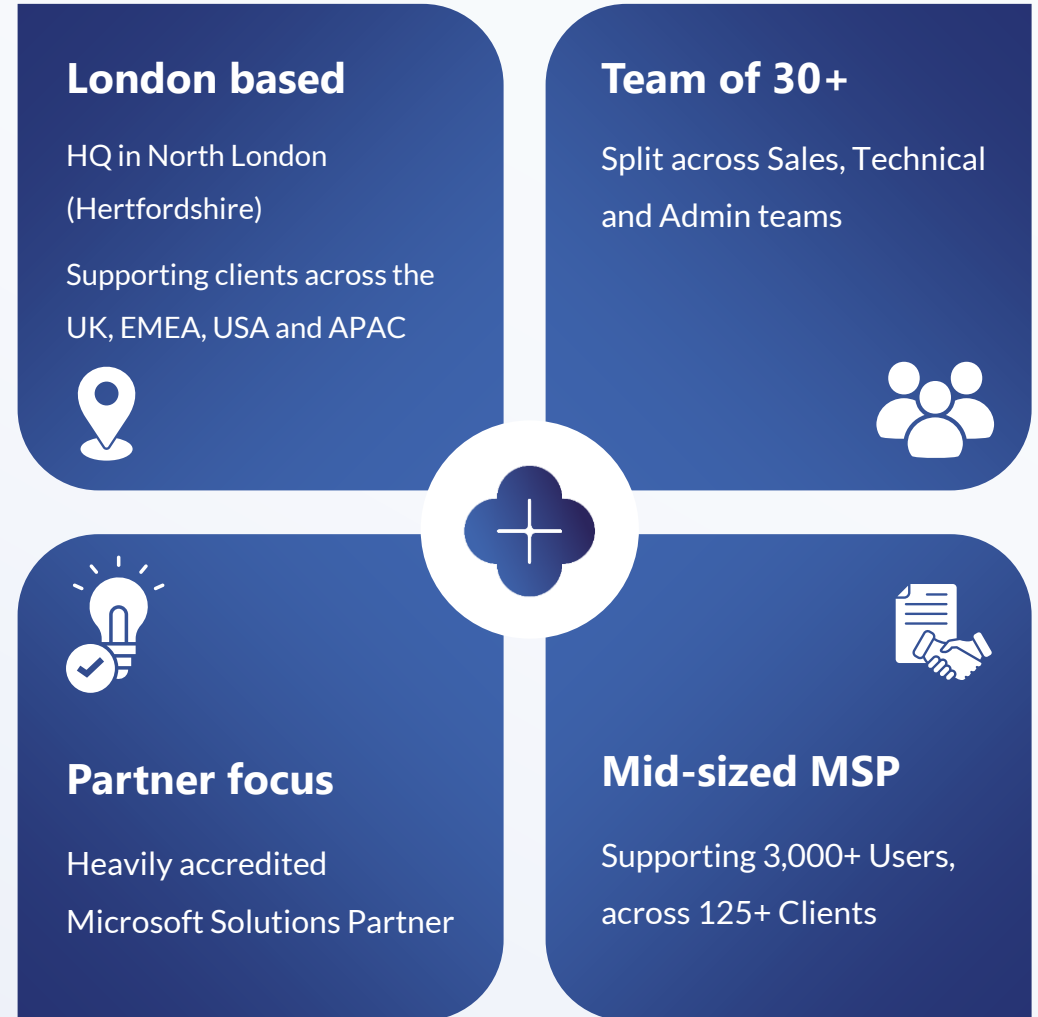 London based
HQ in North London
(Hertfordshire)
Supporting clients across the
UK, EMEA, USA and APAC
Team of 30+
Split across Sales, Technical
and Admin teams
Partner focus
Heavily accredited
Microsoft Solutions Partner
Mid-sized MSP
Supporting 3,000+ Users,
across 125+ Clients